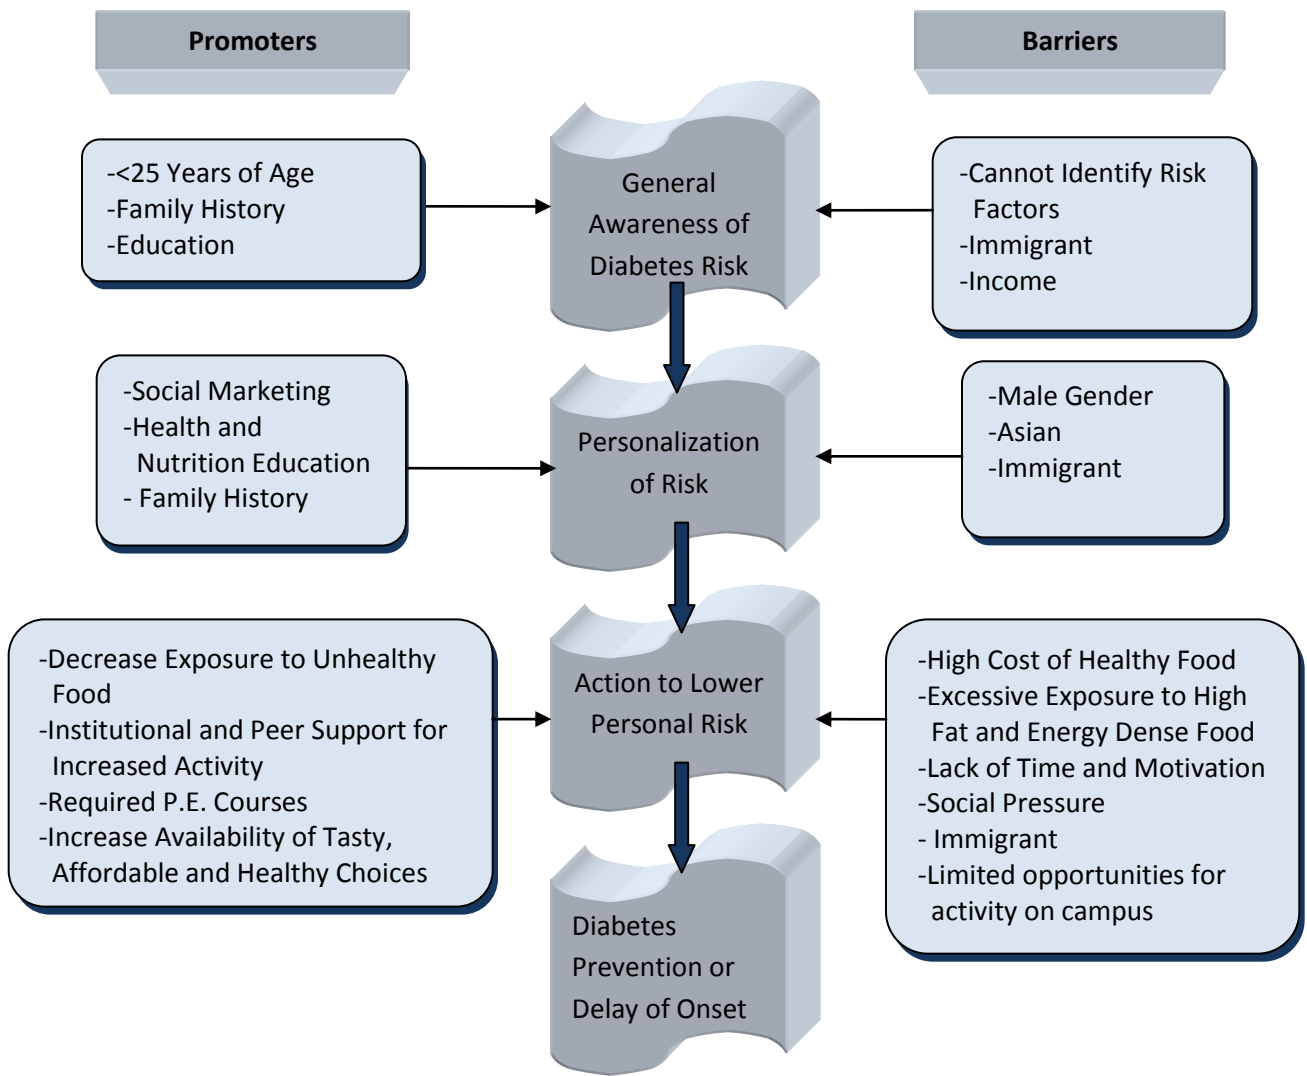 Promoters
Barriers
-<25 Years of Age
-Family History
-Education
General
Awareness of
Diabetes Risk
-Cannot Identify Risk
Factors
-Immigrant
-Income
-Social Marketing
-Health and
Nutrition Education
- Family History
Personalization
of Risk
-Male Gender
-Asian
-Immigrant
-Decrease Exposure to Unhealthy
Food
-Institutional and Peer Support for
Increased Activity
-Required P.E. Courses
-Increase Availability of Tasty,
Affordable and Healthy Choices
Action to Lower
Personal Risk
-High Cost of Healthy Food
-Excessive Exposure to High
Fat and Energy Dense Food
-Lack of Time and Motivation
-Social Pressure
- Immigrant
-Limited opportunities for
activity on campus
Diabetes
Prevention or
Delay of Onset